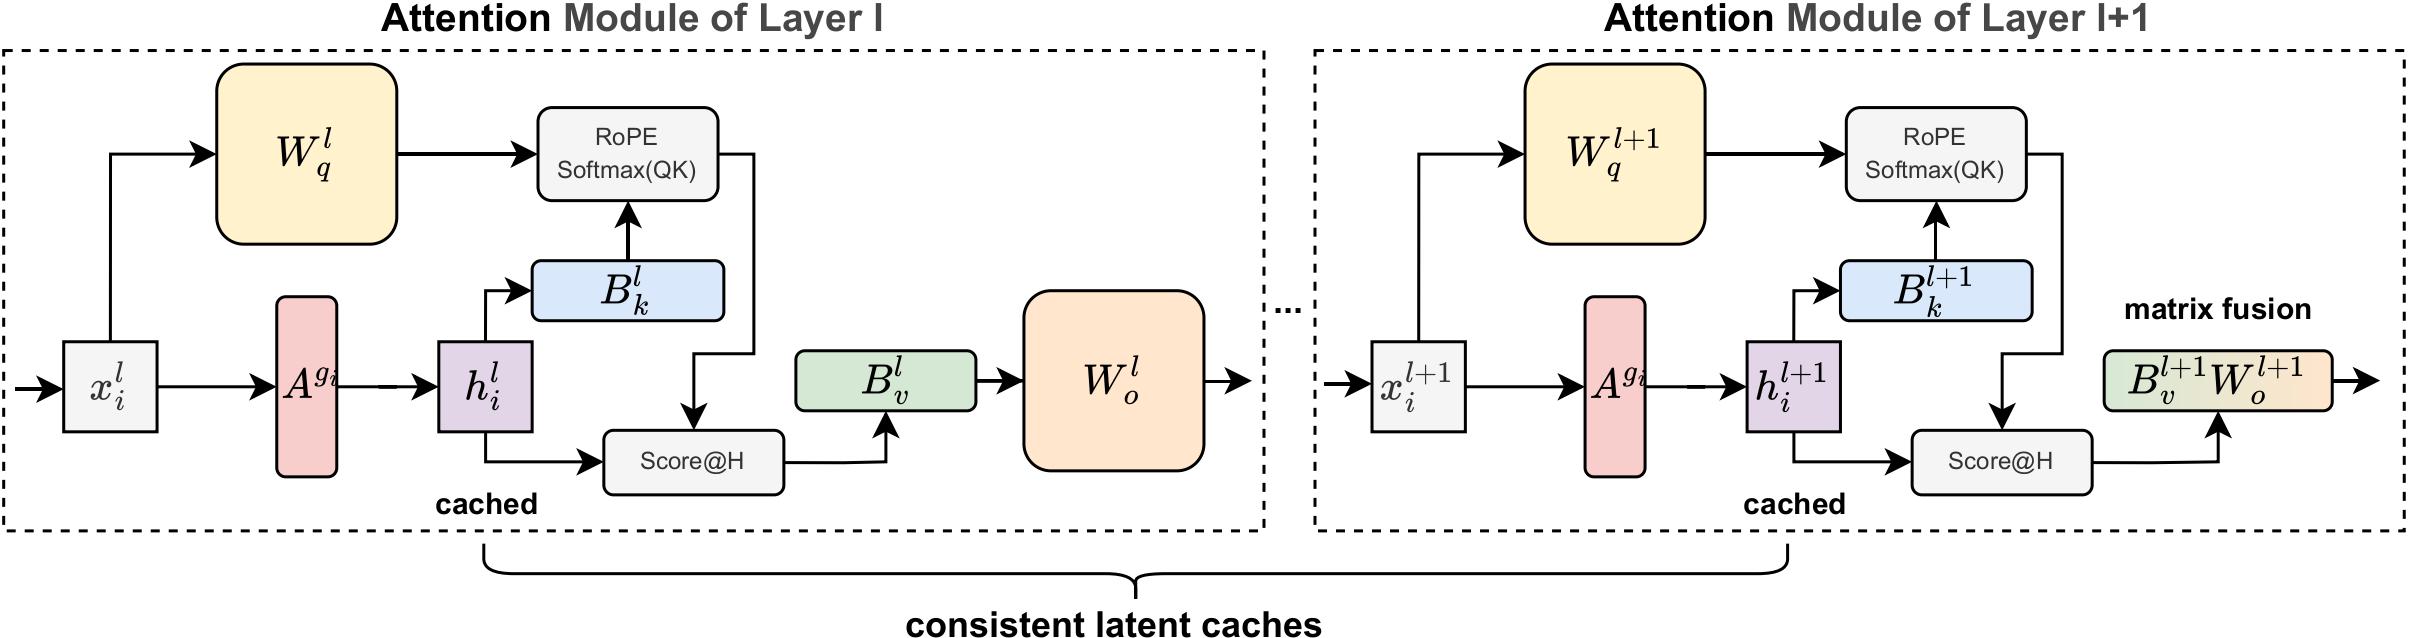 Attention Module of Layer l
Attention Module of Layer l+1
W_q^l
RoPE
Softmax(QK)
B_k^l
x_i^l
A^{g_i}
h_i^l
B_v^l
W_o^l
Score@H
cached
...
W_q^{l+1}
RoPE
Softmax(QK)
B_k^{l+1}
matrix fusion
x_i^{l+1}
A^{g_i}
h_i^{l+1}
B_v^{l+1}W_o^{l+1}
Score@H
cached
consistent latent caches